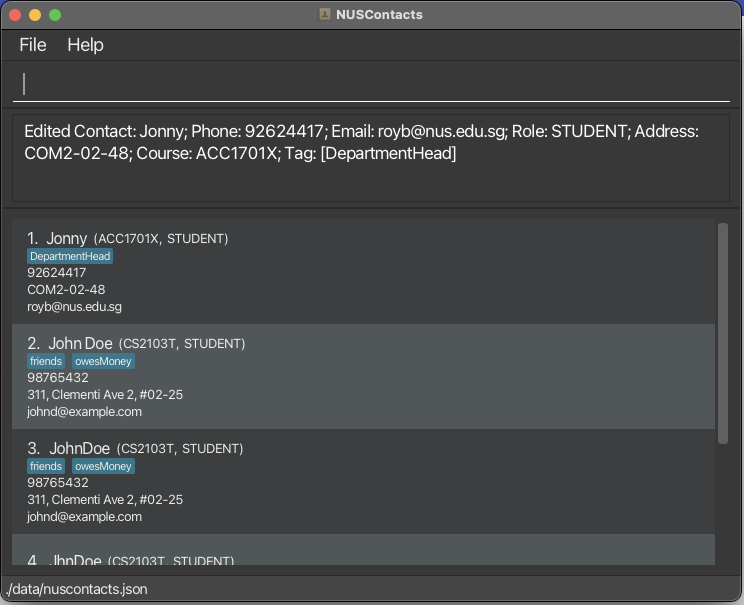 NUSContacts
File Help
Edited Contact: Jonny; Phone: 92624417; Email: royb@nus.edu.sg; Role: STUDENT; Address:
COM2-02-48; Course: ACC1701X; Tag: [DepartmentHead]
1. Jonny (ACC1701X, STUDENT)
DepartmentHead
92624417
COM2-02-48
royb@nus.edu.sg
2. John Doe (CS2103T, STUDENT)
friends owesMoney
98765432
311, Clementi Ave 2, #02-25
johnd@example.com
3. JohnDoe (CS2103T, STUDENT)
friends owesMoney
98765432
311, Clementi Ave 2, #02-25
johnd@example.com
4. JhnDoe (CS2103T, STUDENT)
./data/nuscontacts.json